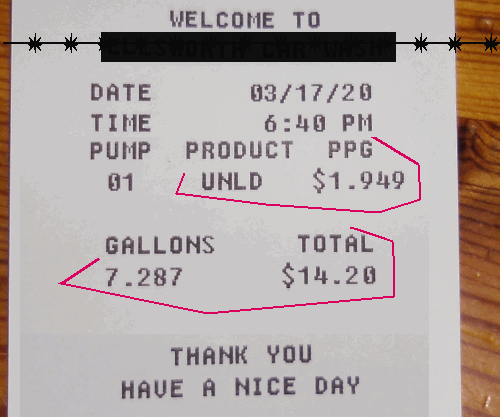 WELCOME TO
DATE 03/17/20
TIME 6:40 PM
PUMP PRODUCT PPG
01 UNLD $1.949
GALLONS TOTAL
7.287 $14.20
THANK YOU
HAVE A NICE DAY